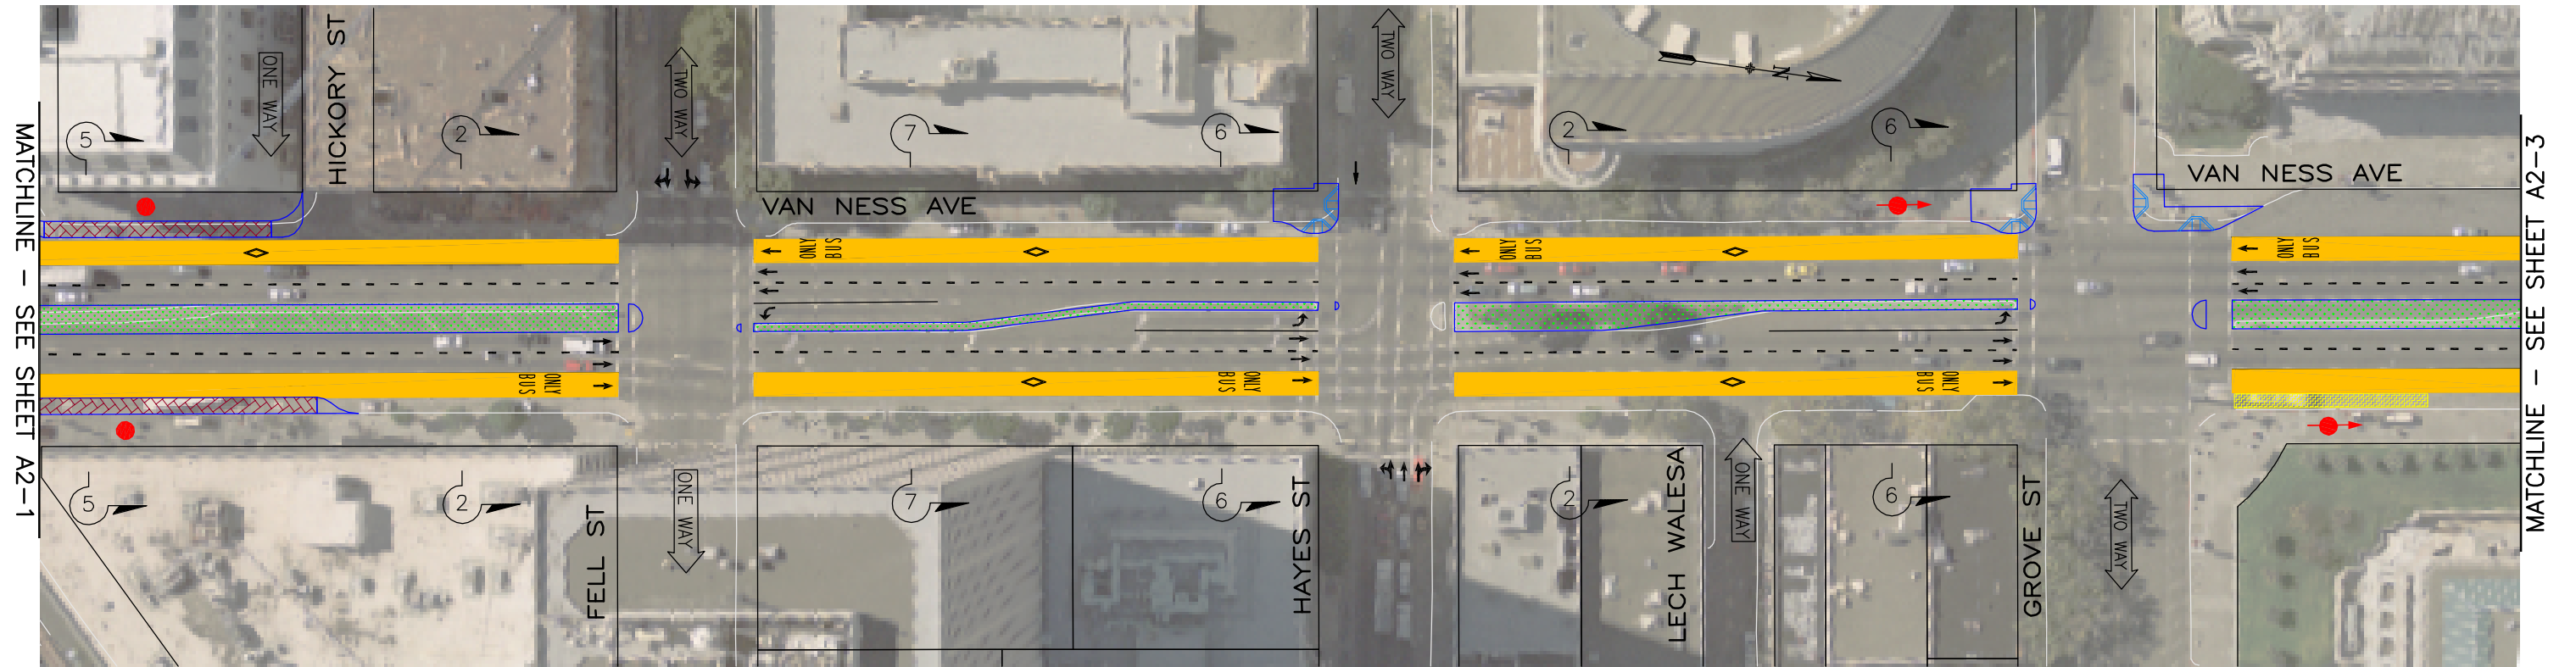 MATCHLINE - SEE SHEET A2-1
5
ONE WAY
HICKORY ST
2
TWO WAY
7
6
TWO WAY
2
N
6
VAN NESS AVE
VAN NESS AVE
ONLY
BUS
ONLY
BUS
ONLY
BUS
BUS
ONLY
BUS
ONLY
BUS
ONLY
5
2
FELL ST
ONE WAY
7
6
HAYES ST
2
LECH WALESA
ONE WAY
6
GROVE ST
TWO WAY
MATCHLINE - SEE SHEET A2-3